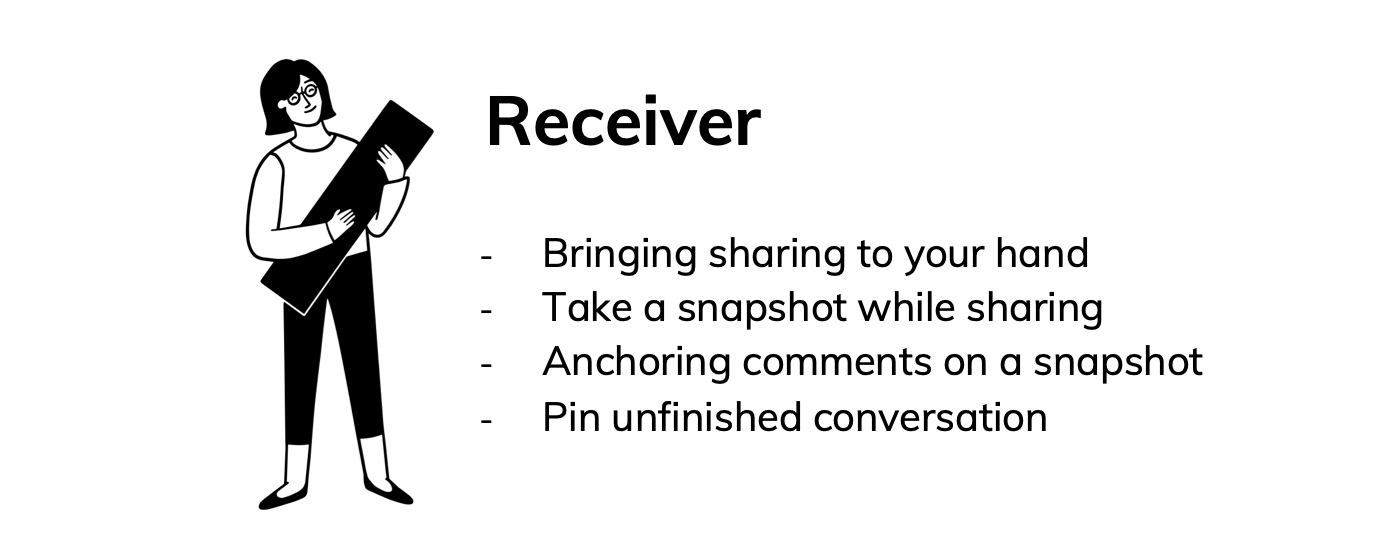 Receiver
- Bringing sharing to your hand
- Take a snapshot while sharing
- Anchoring comments on a snapshot
- Pin unfinished conversation